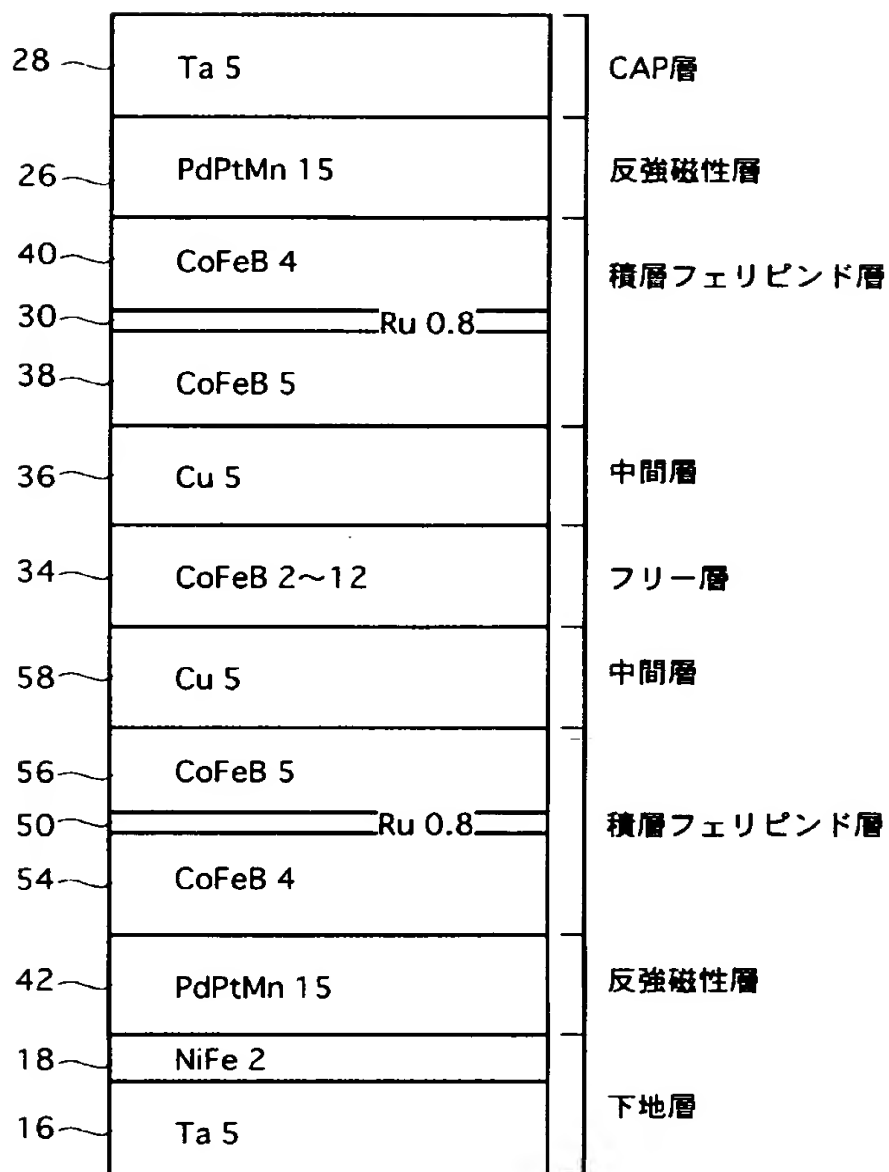 28 Ta 5 CAP層
26 PdPtMn 15 反強磁性層
40 CoFeB 4 積層フェリピンド層
30 Ru 0.8
38 CoFeB 5
36 Cu 5 中間層
34 CoFeB 2～12 フリー層
58 Cu 5 中間層
56 CoFeB 5
50 Ru 0.8 積層フェリピンド層
54 CoFeB 4
42 PdPtMn 15 反強磁性層
18 NiFe 2
下地層
16 Ta 5